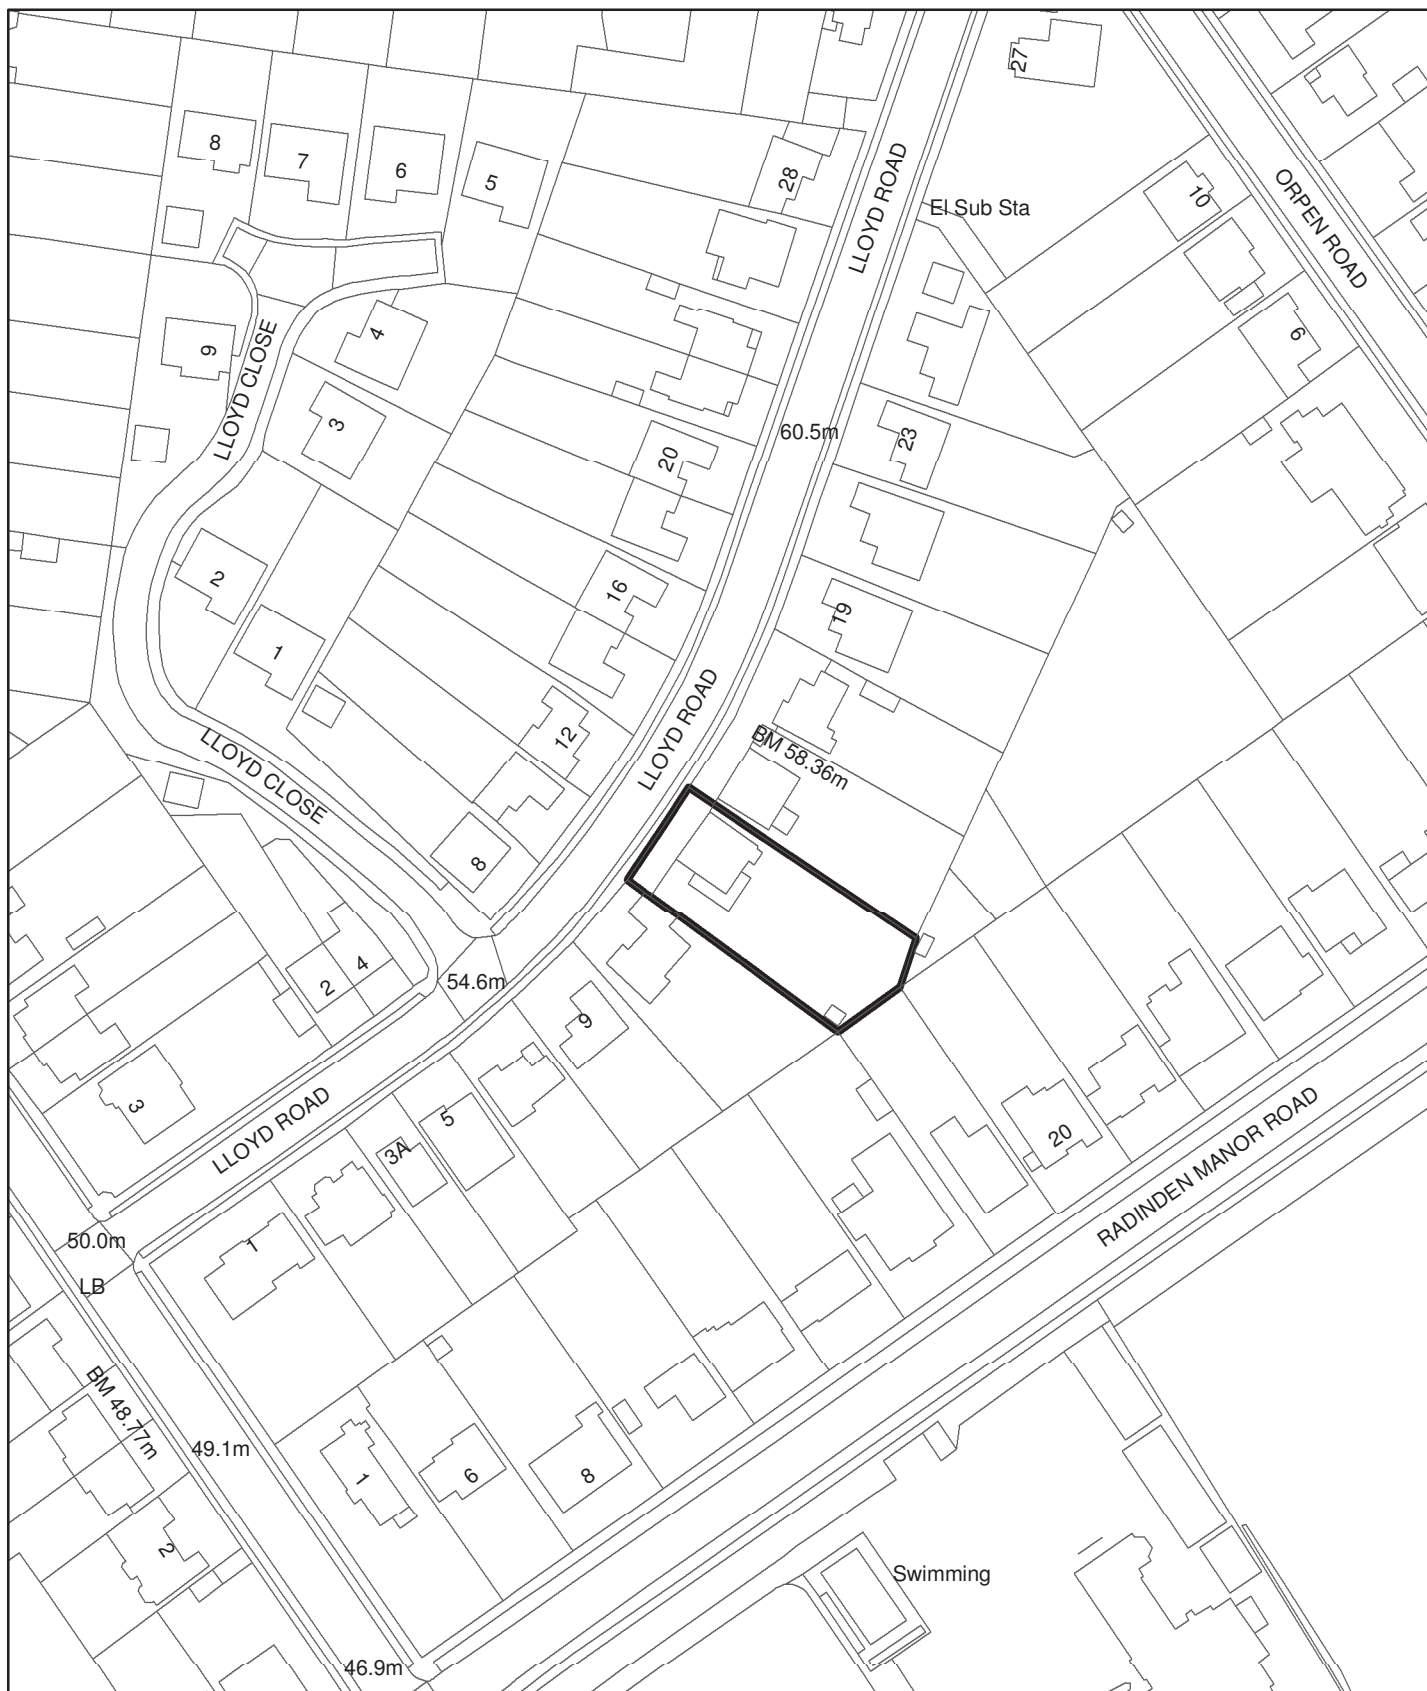 27
8
7
6
5
28
LLOYD ROAD
10
ORPEN ROAD
El Sub Sta
4
9
LLOYD CLOSE
6
3
60.5m
23
20
2
16
19
1
LLOYD ROAD
12
BM 58.36m
LLOYD CLOSE
8
2
4
54.6m
9
3
LLOYD ROAD
5
3A
20
RADINDEN MANOR ROAD
50.0m
1
LB
BM 48.77m
49.1m
1
6
8
2
Swimming
46.9m